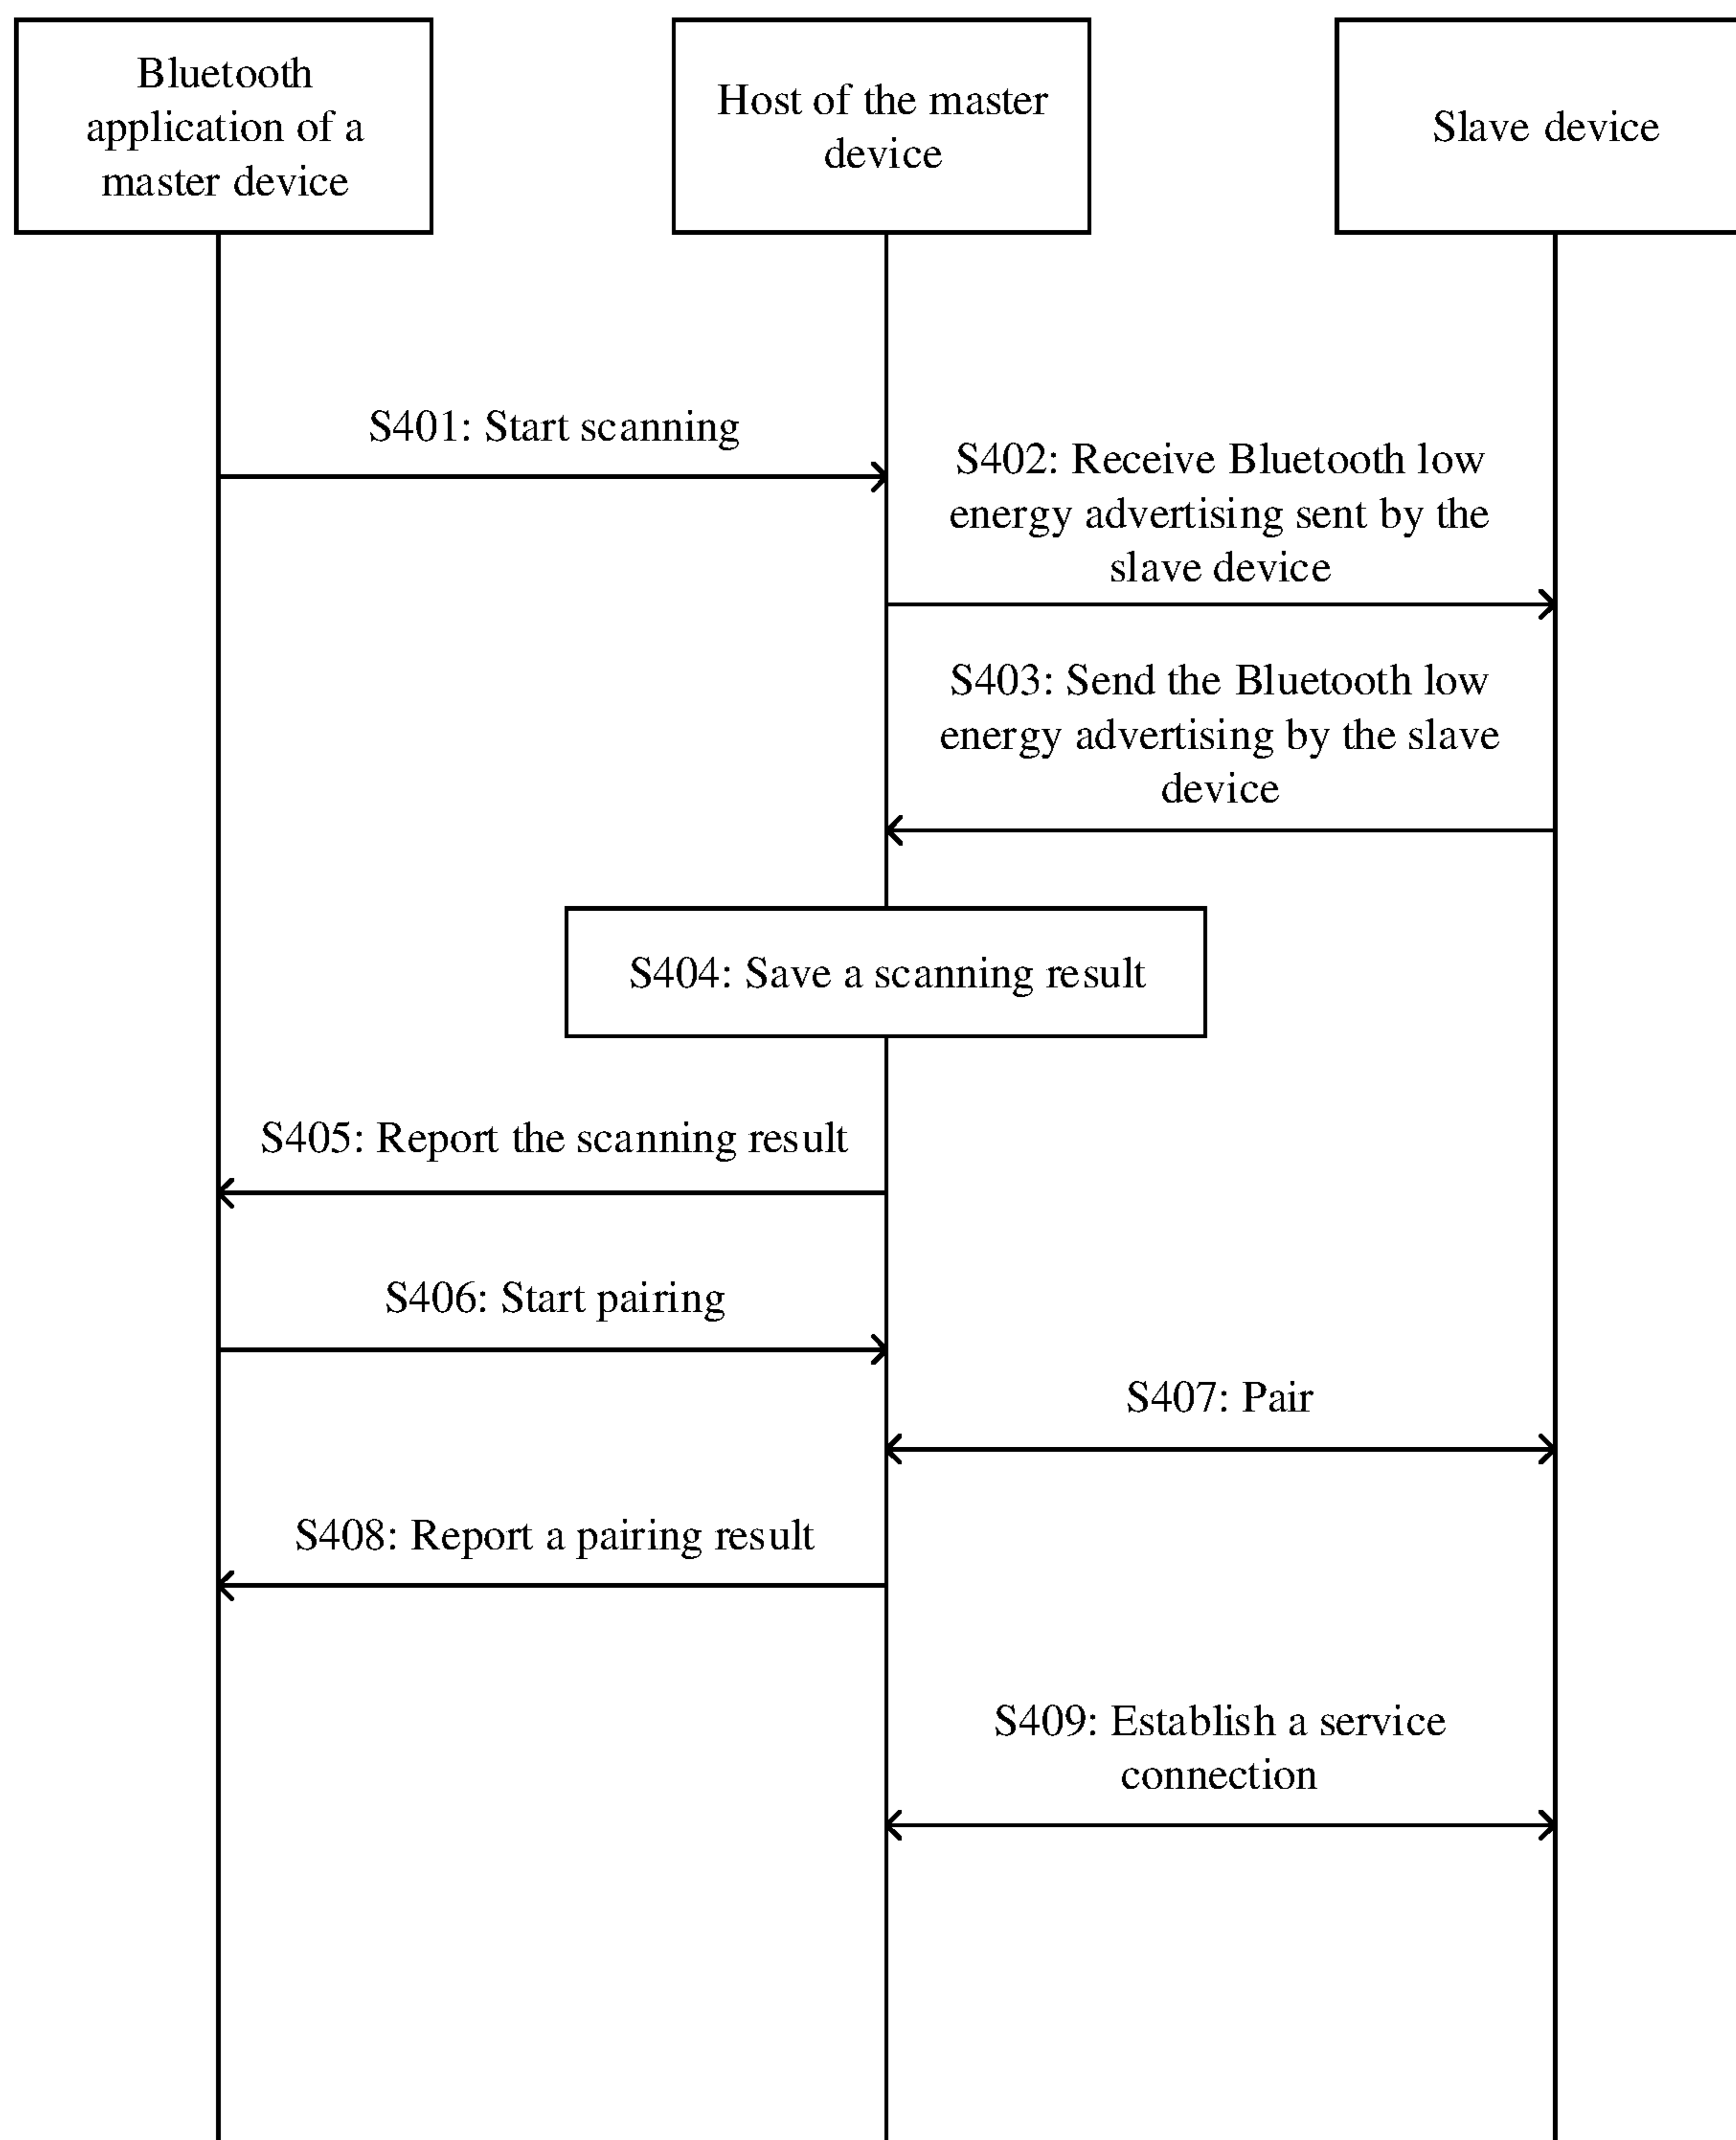 Bluetooth
application of a
master device
Host of the master
device
Slave device
S401: Start scanning
S402: Receive Bluetooth low
energy advertising sent by the
slave device
S403: Send the Bluetooth low
energy advertising by the slave
device
S404: Save a scanning result
S405: Report the scanning result
S406: Start pairing
S407: Pair
S408: Report a pairing result
S409: Establish a service
connection